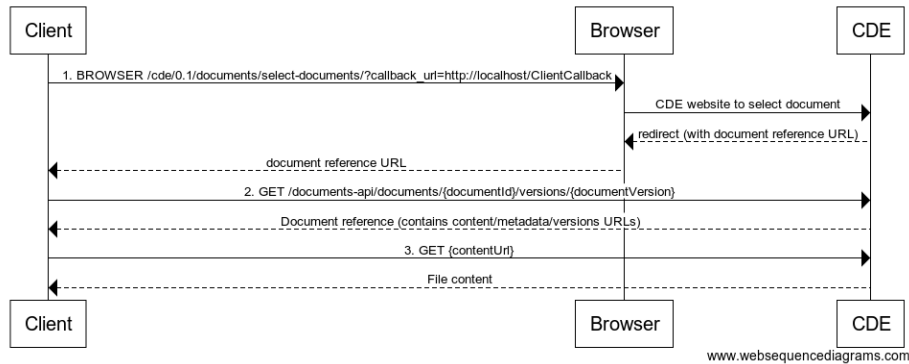 Client
Browser
CDE
1. BROWSER /cde/0.1/documents/select-documents/?callback_url=http://localhost/ClientCallback
CDE website to select document
redirect (with document reference URL)
document reference URL
2. GET /documents-api/documents/{documentId}/versions/{documentVersion}
Document reference (contains content/metadata/versions URLs)
3. GET {contentUrl}
File content
Client
Browser
CDE
www.websequencediagrams.com